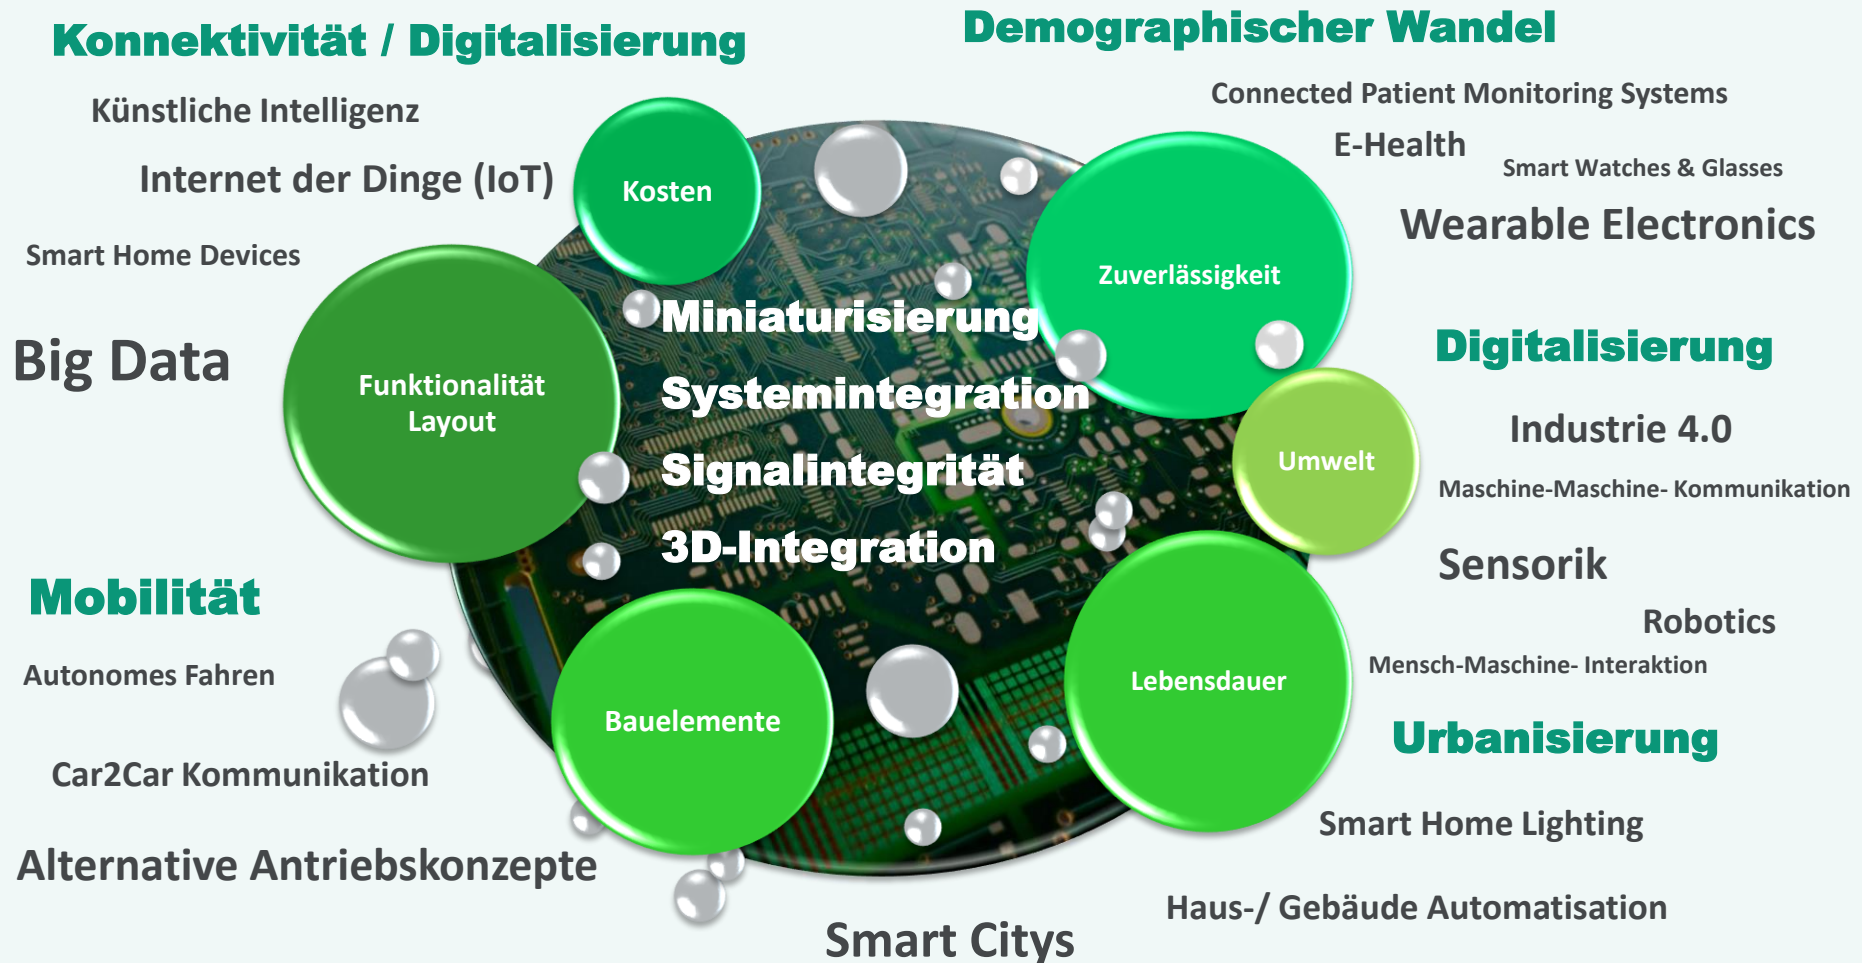 Konnektivität / Digitalisierung
Künstliche Intelligenz
Internet der Dinge (IoT)
Smart Home Devices
Big Data
Demographischer Wandel
Connected Patient Monitoring Systems
E-Health
Smart Watches & Glasses
Wearable Electronics
Kosten
Zuverlässigkeit
Funktionalität
Layout
Miniaturisierung
Systemintegration
Signalintegrität
3D-Integration
Umwelt
Bauelemente
Lebensdauer
Digitalisierung
Industrie 4.0
Maschine-Maschine- Kommunikation
Sensorik
Robotics
Mensch-Maschine- Interaktion
Mobilität
Autonomes Fahren
Car2Car Kommunikation
Alternative Antriebskonzepte
Urbanisierung
Smart Home Lighting
Haus-/ Gebäude Automatisation
Smart Citys